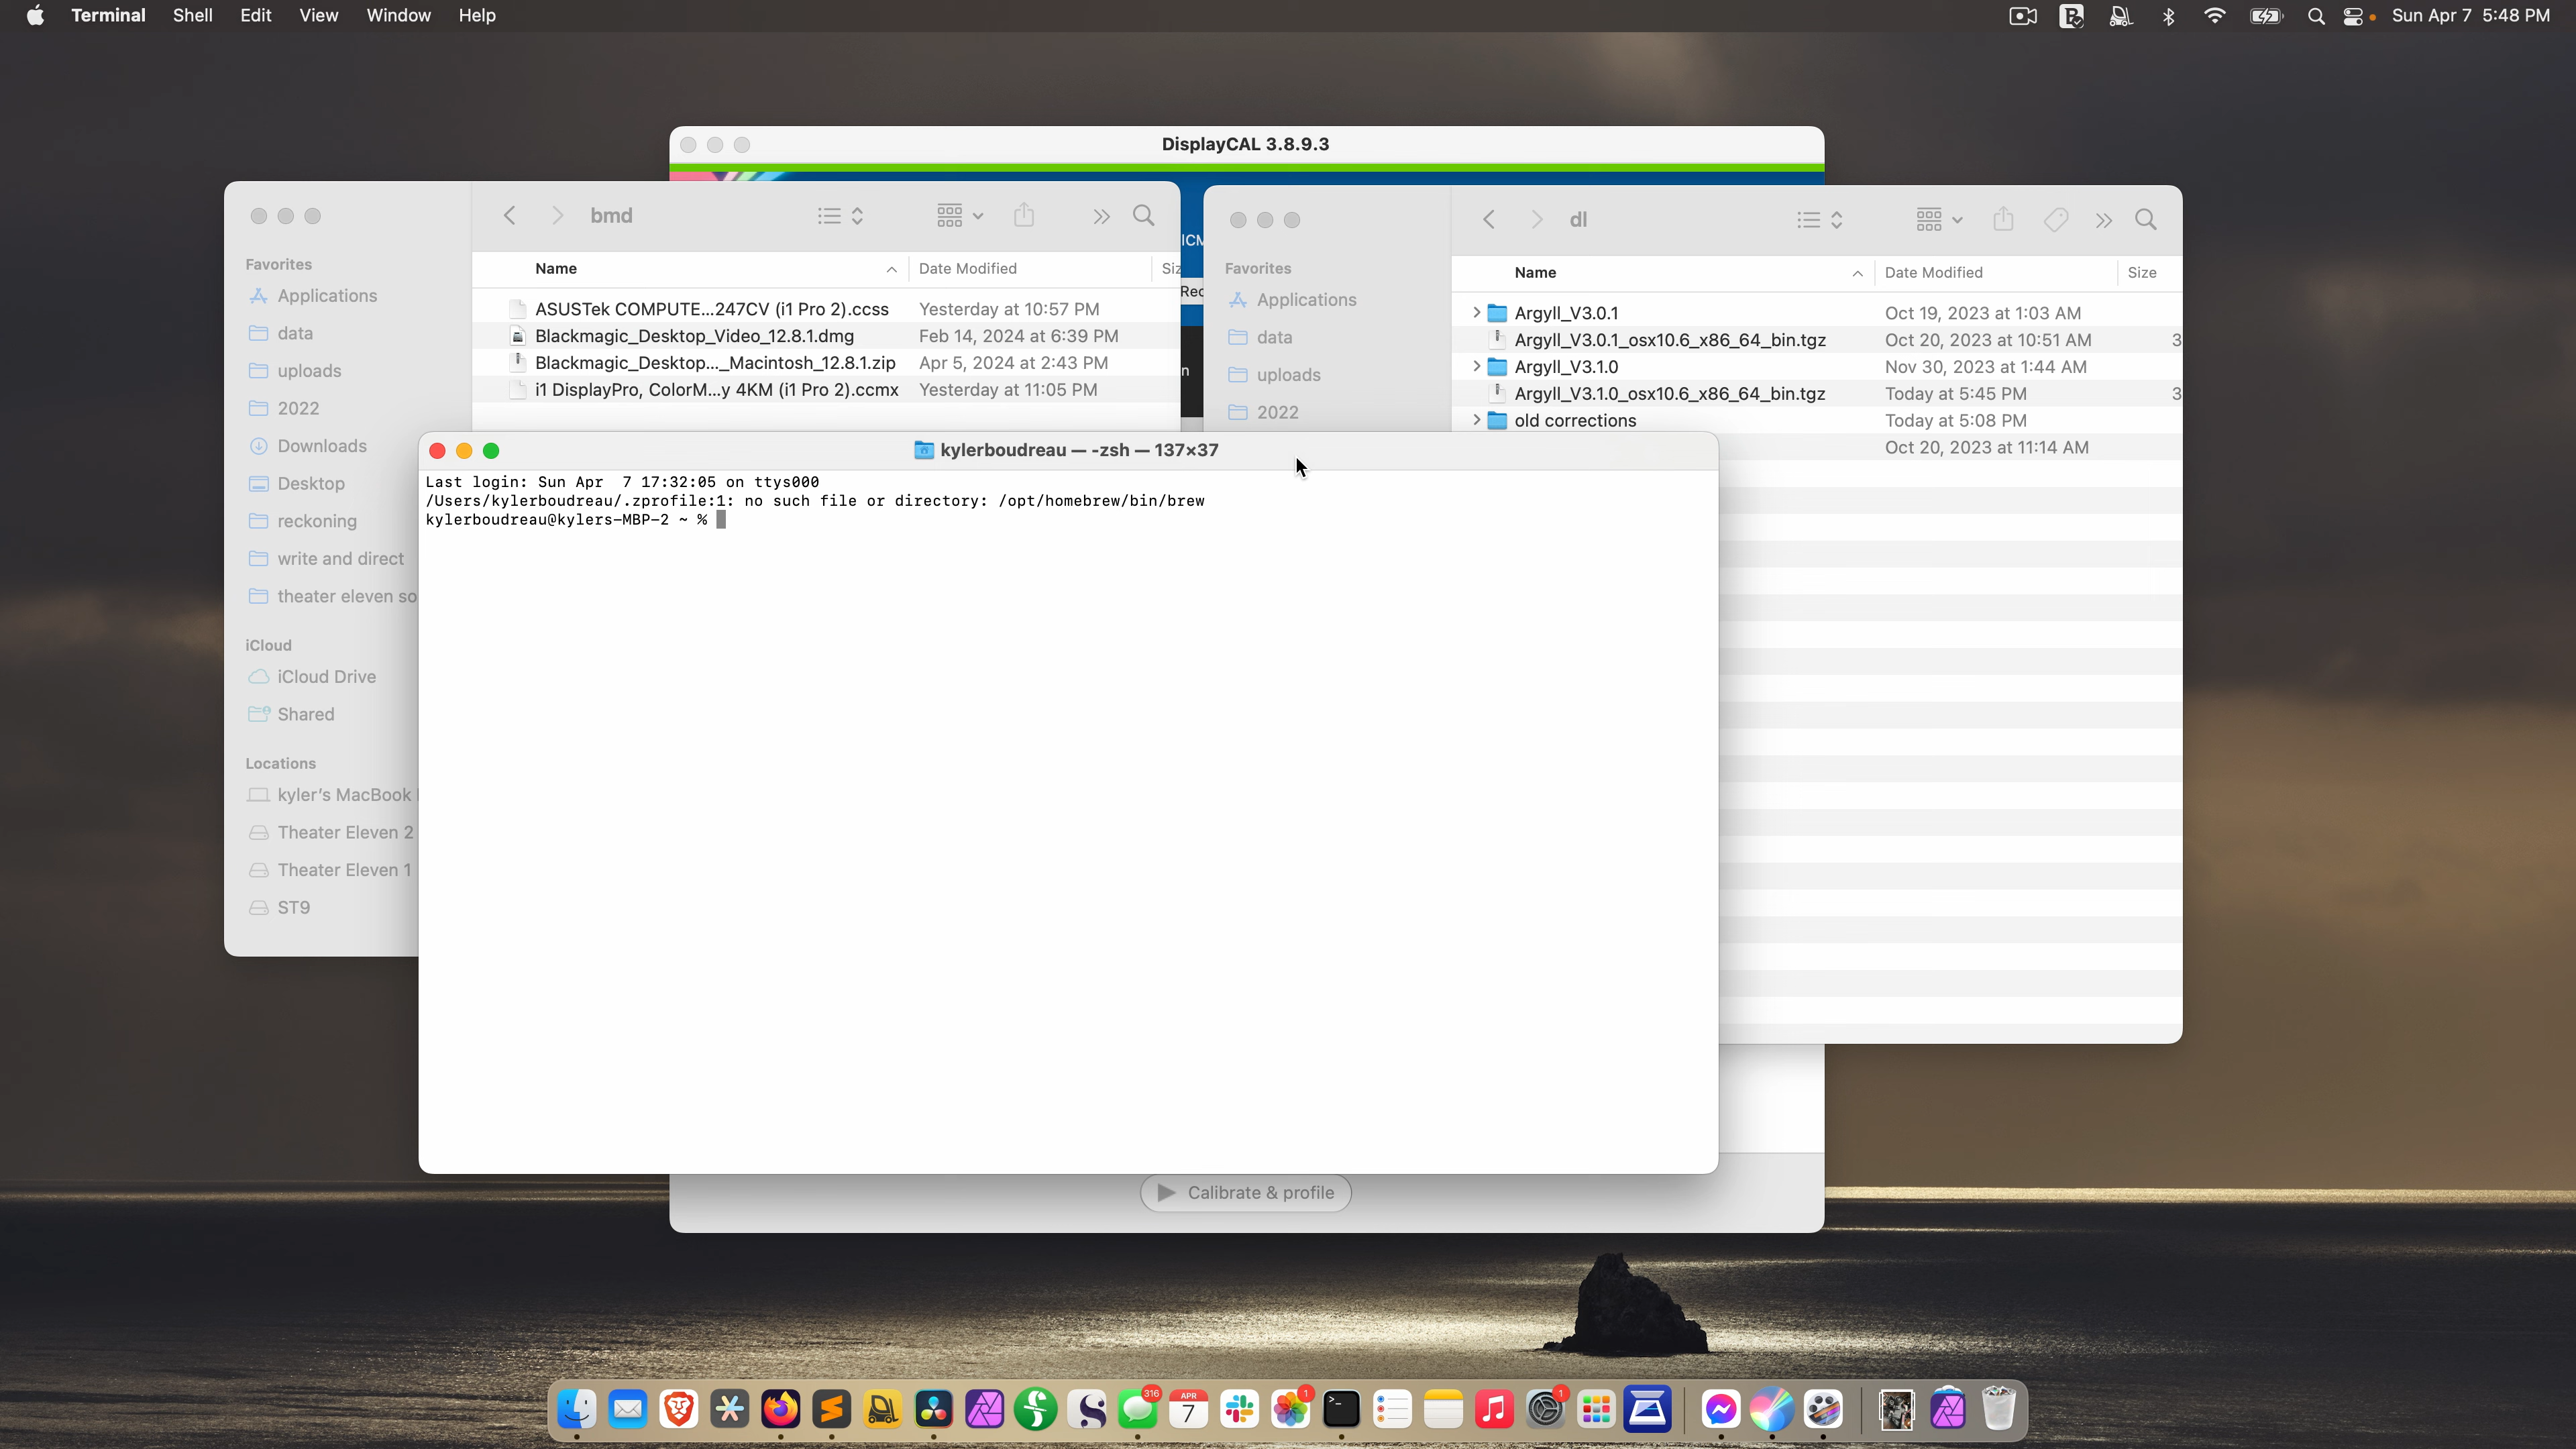 Terminal Shell Edit View Window Help
Sun Apr 7 5:48 PM
DisplayCAL 3.8.9.3
bmd
Favorites
Applications
data
uploads
2022
Downloads
Desktop
reckoning
write and direct
theater eleven so
iCloud
iCloud Drive
Shared
Locations
kyler's MacBook
Theater Eleven 2
Theater Eleven 1
ST9
Name Date Modified Siz
ASUSTek COMPUTE...247CV (i1 Pro 2).ccss Yesterday at 10:57 PM
Blackmagic_Desktop_Video_12.8.1.dmg Feb 14, 2024 at 6:39 PM
Blackmagic_Desktop..._Macintosh_12.8.1.zip Apr 5, 2024 at 2:43 PM
i1 DisplayPro, ColorM...y 4KM (i1 Pro 2).ccmx Yesterday at 11:05 PM
ICM
Rec
n
dl
Favorites
Applications
data
uploads
2022
Name Date Modified Size
Argyll_V3.0.1 Oct 19, 2023 at 1:03 AM
Argyll_V3.0.1_osx10.6_x86_64_bin.tgz Oct 20, 2023 at 10:51 AM 3
Argyll_V3.1.0 Nov 30, 2023 at 1:44 AM
Argyll_V3.1.0_osx10.6_x86_64_bin.tgz Today at 5:45 PM 3
old corrections Today at 5:08 PM
Oct 20, 2023 at 11:14 AM
kylerboudreau — -zsh — 137×37
Last login: Sun Apr  7 17:32:05 on ttys000
/Users/kylerboudreau/.zprofile:1: no such file or directory: /opt/homebrew/bin/brew
kylerboudreau@kylers-MBP-2 ~ %
Calibrate & profile
316
APR
7
1
1